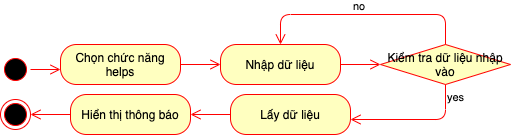 no
Chọn chức năng
helps
Nhập dữ liệu
Kiểm tra dữ liệu nhập
vào
yes
Hiển thị thông báo
Lấy dữ liệu